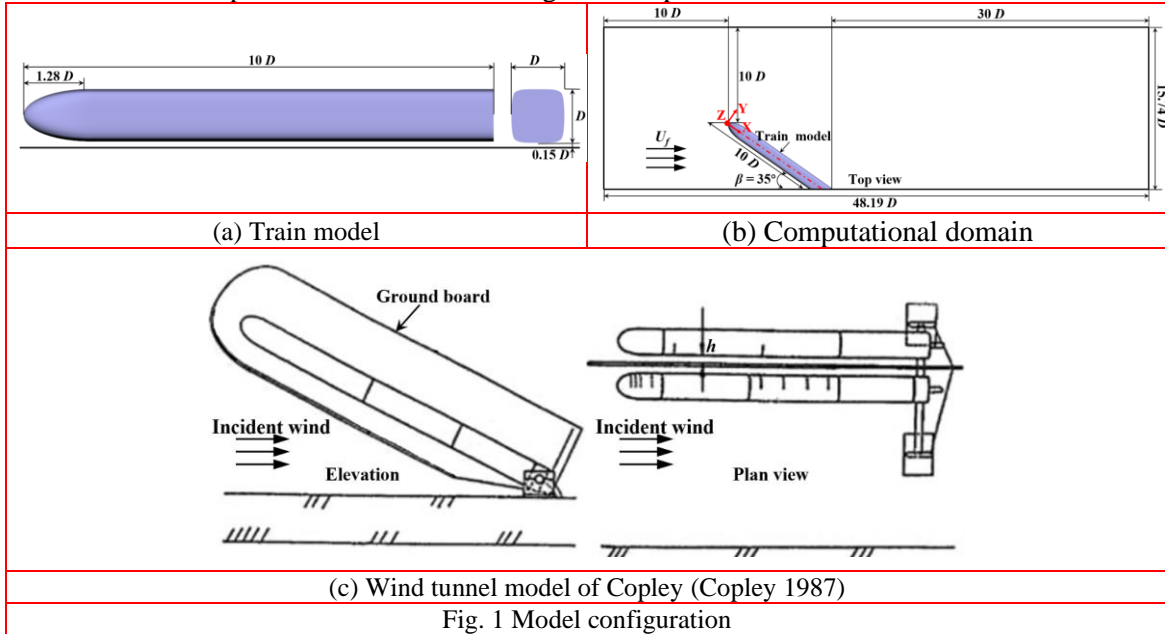 10 D
1.28 D
D
D
0.15 D
10 D
30 D
10 D
15.74 D
Z
Y
X
U_f
Train model
10 D
β = 35°
Top view
48.19 D
(a) Train model
(b) Computational domain
Ground board
h
Incident wind
Incident wind
Elevation
Plan view
(c) Wind tunnel model of Copley (Copley 1987)
Fig. 1 Model configuration